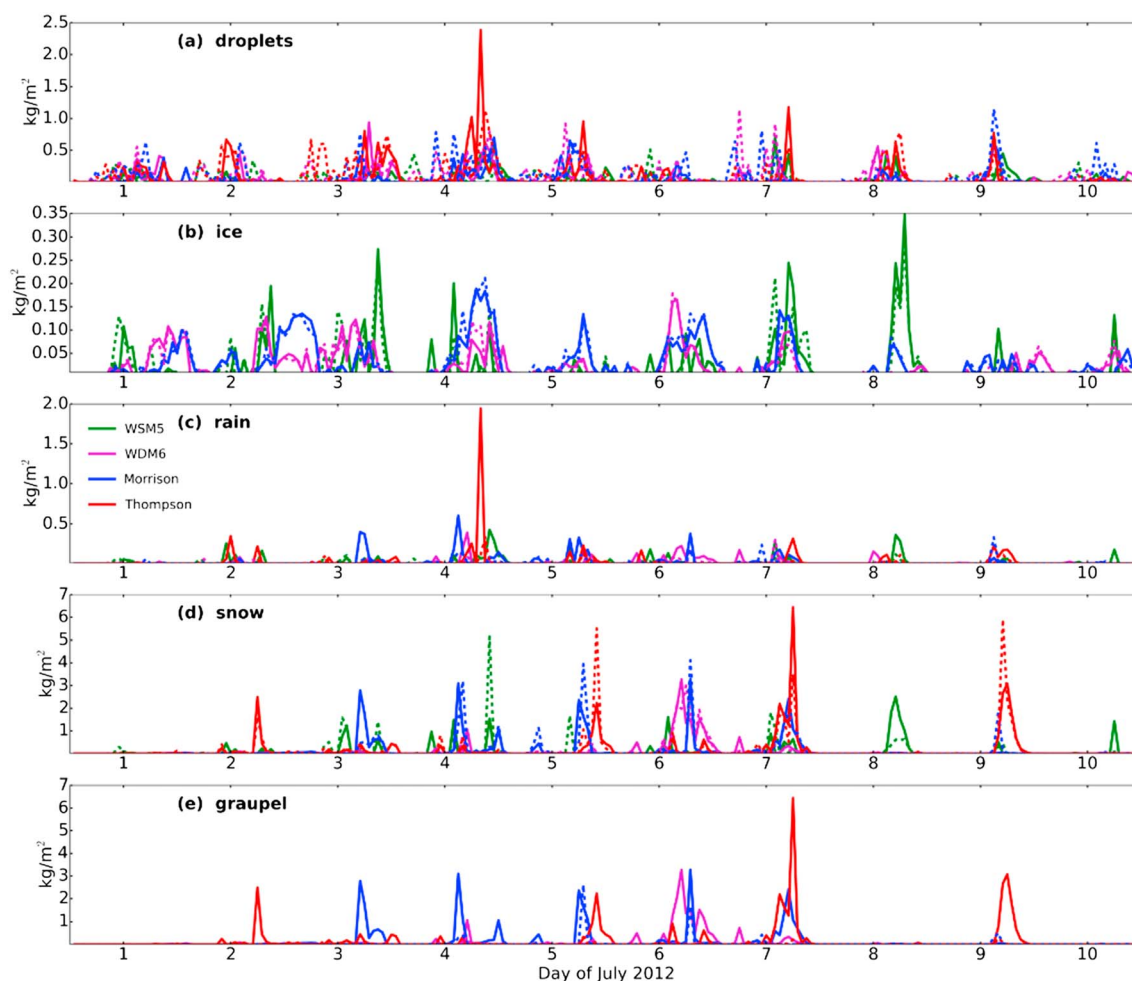 2.5
(a) droplets
2.0
1.5
kg/m²
1.0
0.5
1 2 3 4 5 6 7 8 9 10
0.35
(b) ice
0.30
0.25
kg/m²
0.20
0.15
0.10
0.05
1 2 3 4 5 6 7 8 9 10
2.0
(c) rain
WSM5
1.5
WDM6
kg/m²
1.0
Morrison
Thompson
0.5
1 2 3 4 5 6 7 8 9 10
7
(d) snow
6
5
kg/m²
4
3
2
1
1 2 3 4 5 6 7 8 9 10
7
(e) graupel
6
5
kg/m²
4
3
2
1
1 2 3 4 5 6 7 8 9 10
Day of July 2012